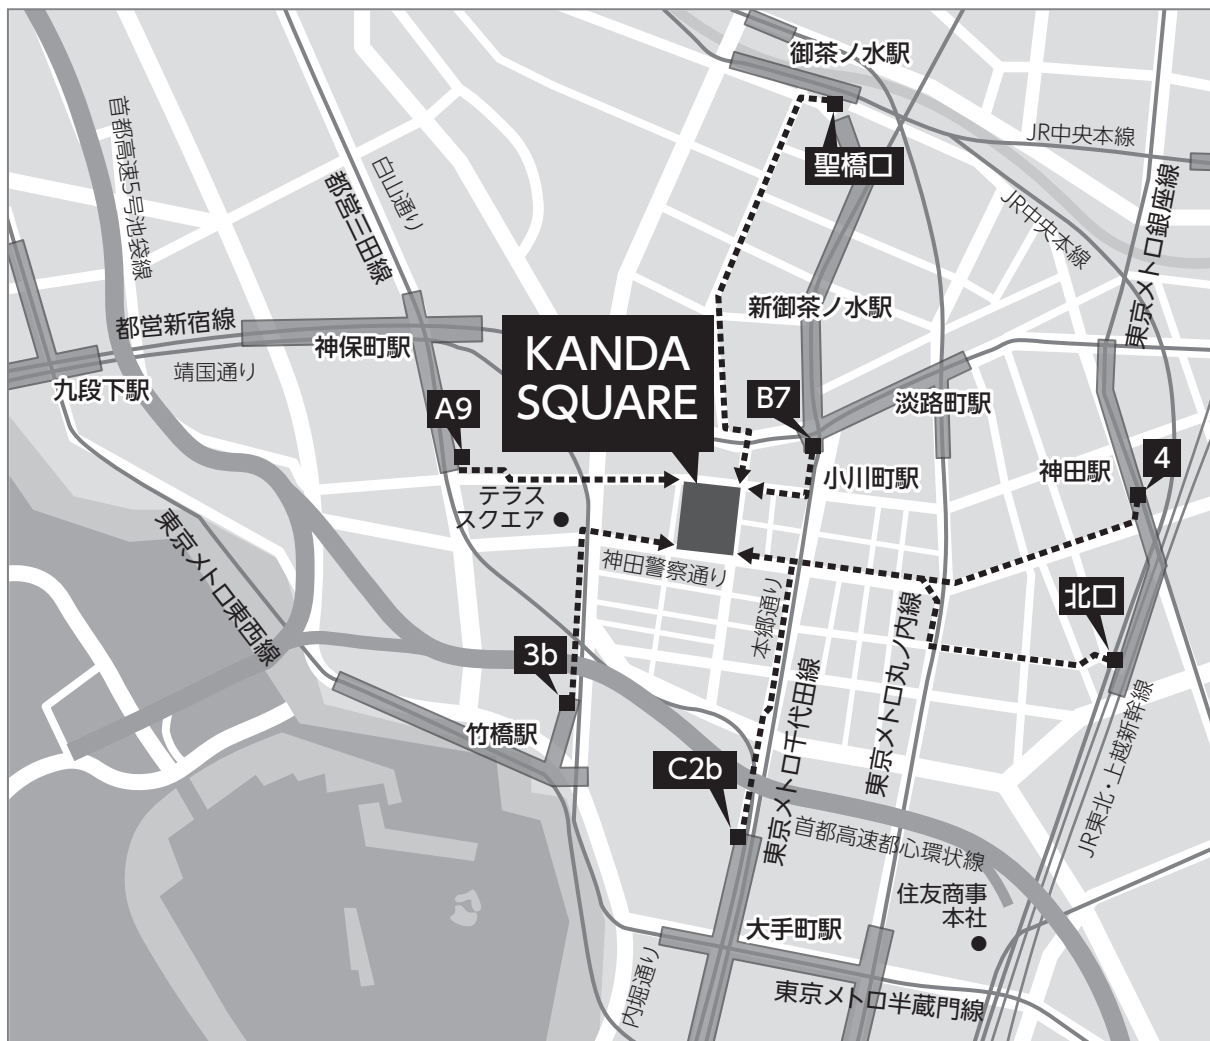 御茶ノ水駅
JR中央本線
聖橋口
首都高速5号池袋線
都営三田線
白山通り
JR中央本線
東京メトロ銀座線
新御茶ノ水駅
都営新宿線
神保町駅
靖国通り
九段下駅
KANDA
SQUARE
A9
B7
淡路町駅
小川町駅
神田駅
4
テラス
スクエア
東京メトロ東西線
神田警察通り
本郷通り
東京メトロ丸ノ内線
北口
3b
竹橋駅
C2b
東京メトロ千代田線
首都高速都心環状線
JR東北・上越新幹線
住友商事
本社
大手町駅
内堀通り
東京メトロ半蔵門線